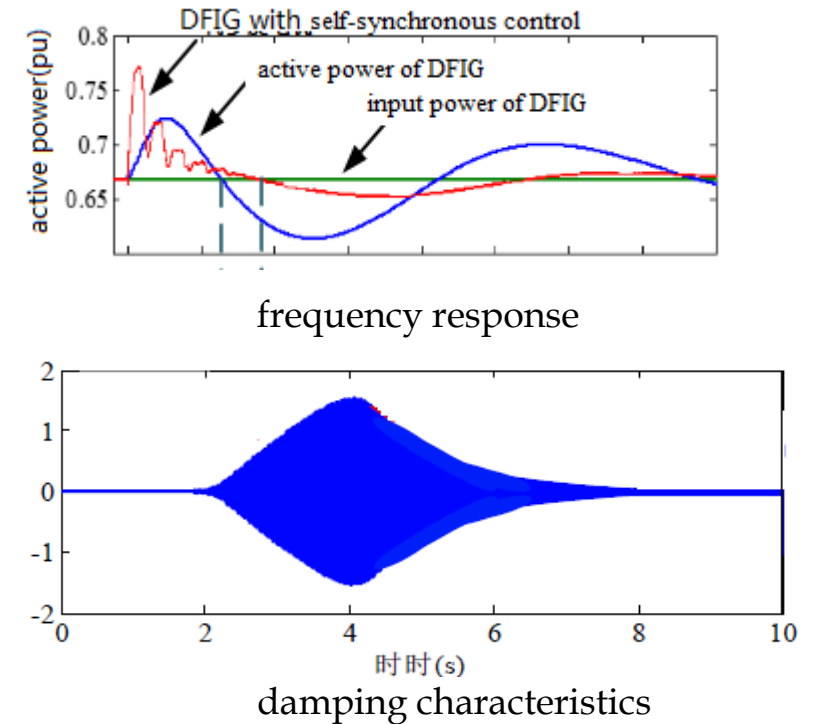 DFIG with self-synchronous control
active power of DFIG
input power of DFIG
active power(pu)
0.8
0.75
0.7
0.65
frequency response
2
1
0
-1
-2
0 2 4 6 8 10
时时(s)
damping characteristics